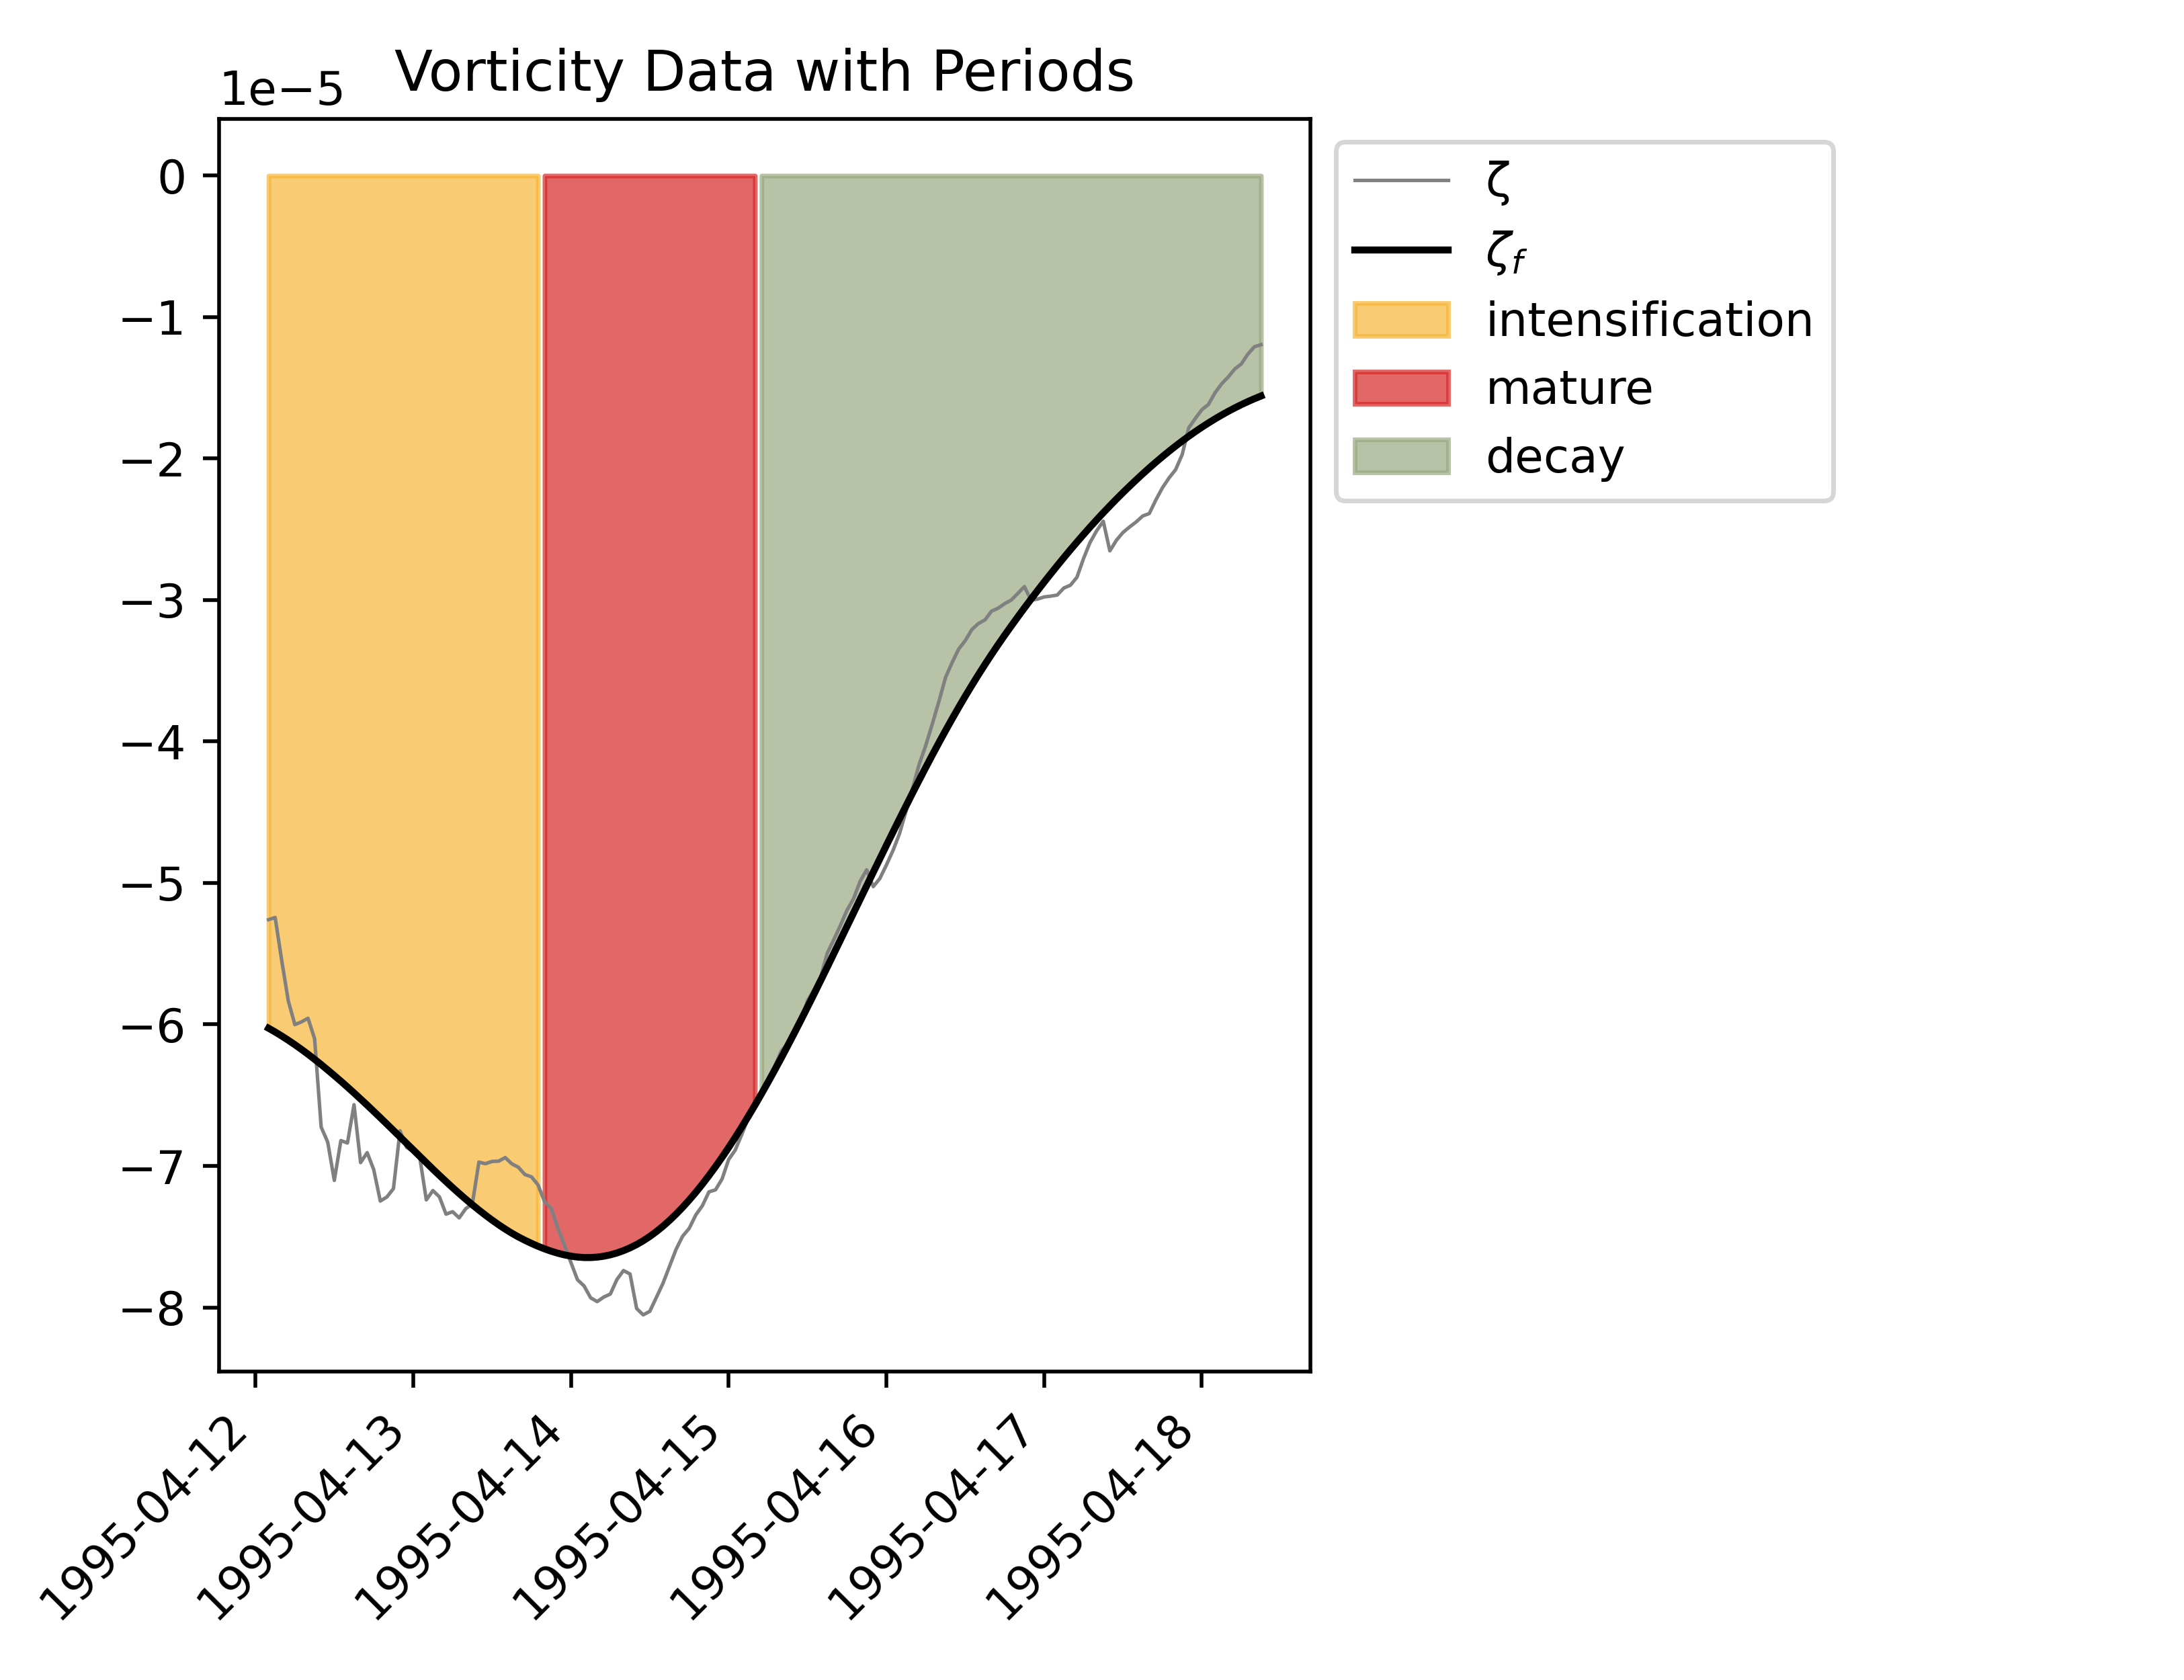 Vorticity Data with Periods
1e−5
0
−1
−2
−3
−4
−5
−6
−7
−8
1995-04-12
1995-04-13
1995-04-14
1995-04-15
1995-04-16
1995-04-17
1995-04-18
ζ
ζf
intensification
mature
decay